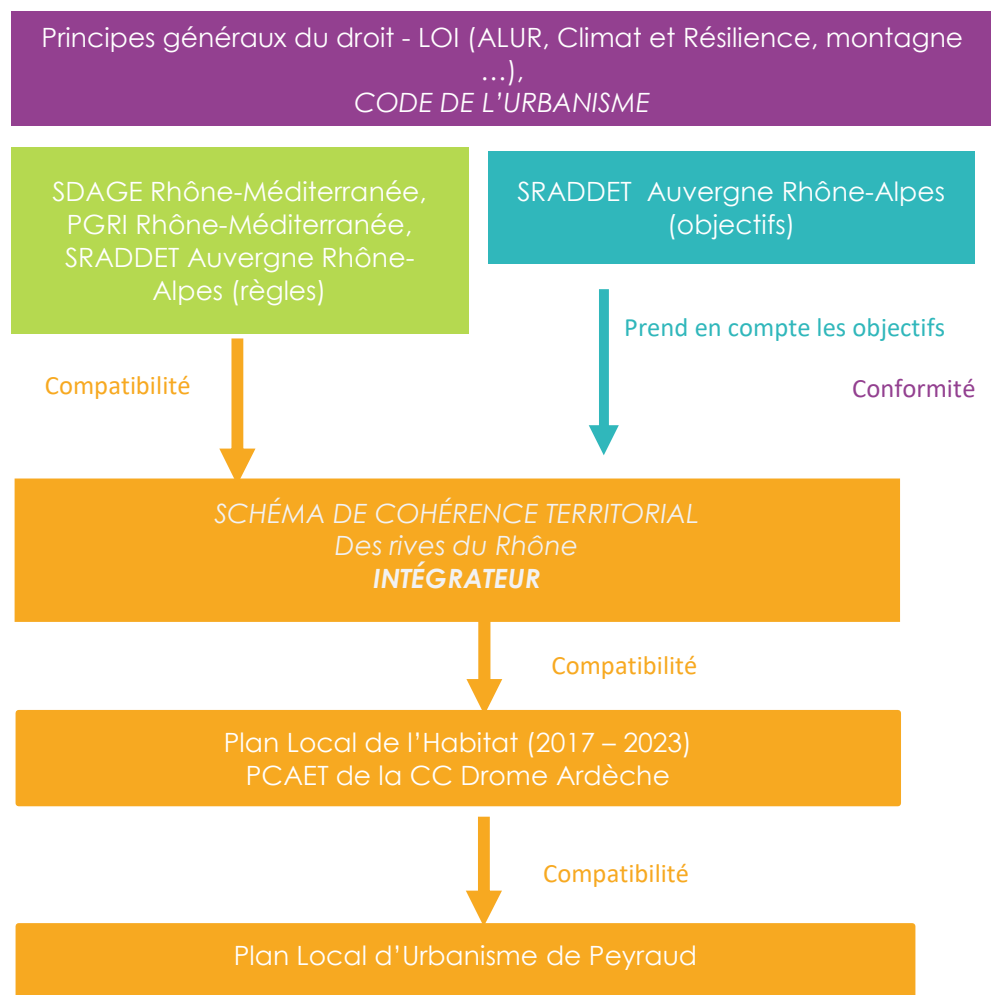 Principes généraux du droit - LOI (ALUR, Climat et Résilience, montagne
…),
CODE DE L’URBANISME
SDAGE Rhône-Méditerranée,
PGRI Rhône-Méditerranée,
SRADDET Auvergne Rhône-
Alpes (règles)
SRADDET Auvergne Rhône-Alpes
(objectifs)
Prend en compte les objectifs
Compatibilité
Conformité
SCHÉMA DE COHÉRENCE TERRITORIAL
Des rives du Rhône
INTÉGRATEUR
Compatibilité
Plan Local de l’Habitat (2017 – 2023)
PCAET de la CC Drome Ardèche
Compatibilité
Plan Local d’Urbanisme de Peyraud